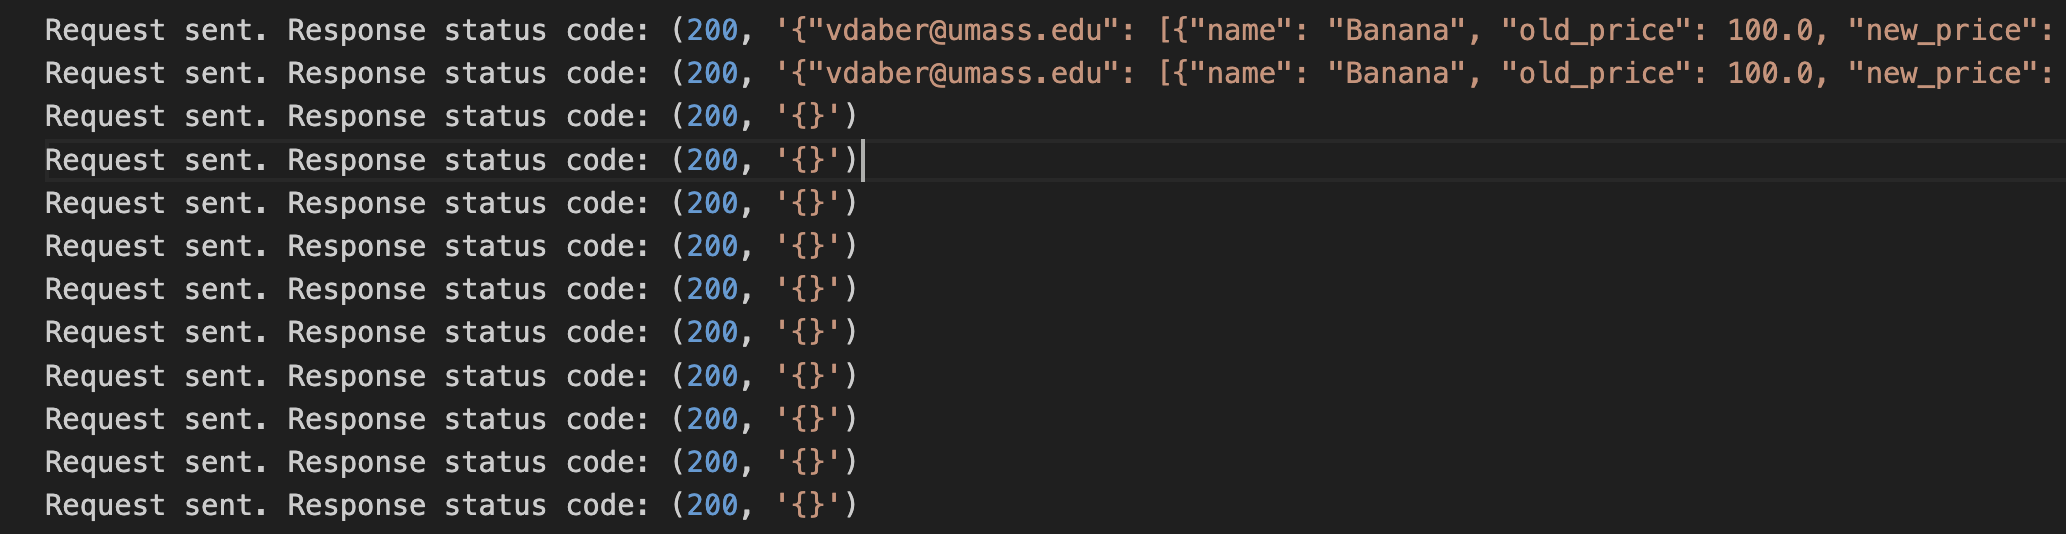 Request sent. Response status code: (200, '{"vdaber@umass.edu": [{"name": "Banana", "old_price": 100.0, "new_price":
Request sent. Response status code: (200, '{"vdaber@umass.edu": [{"name": "Banana", "old_price": 100.0, "new_price":
Request sent. Response status code: (200, '{}')
Request sent. Response status code: (200, '{}')
Request sent. Response status code: (200, '{}')
Request sent. Response status code: (200, '{}')
Request sent. Response status code: (200, '{}')
Request sent. Response status code: (200, '{}')
Request sent. Response status code: (200, '{}')
Request sent. Response status code: (200, '{}')
Request sent. Response status code: (200, '{}')
Request sent. Response status code: (200, '{}')